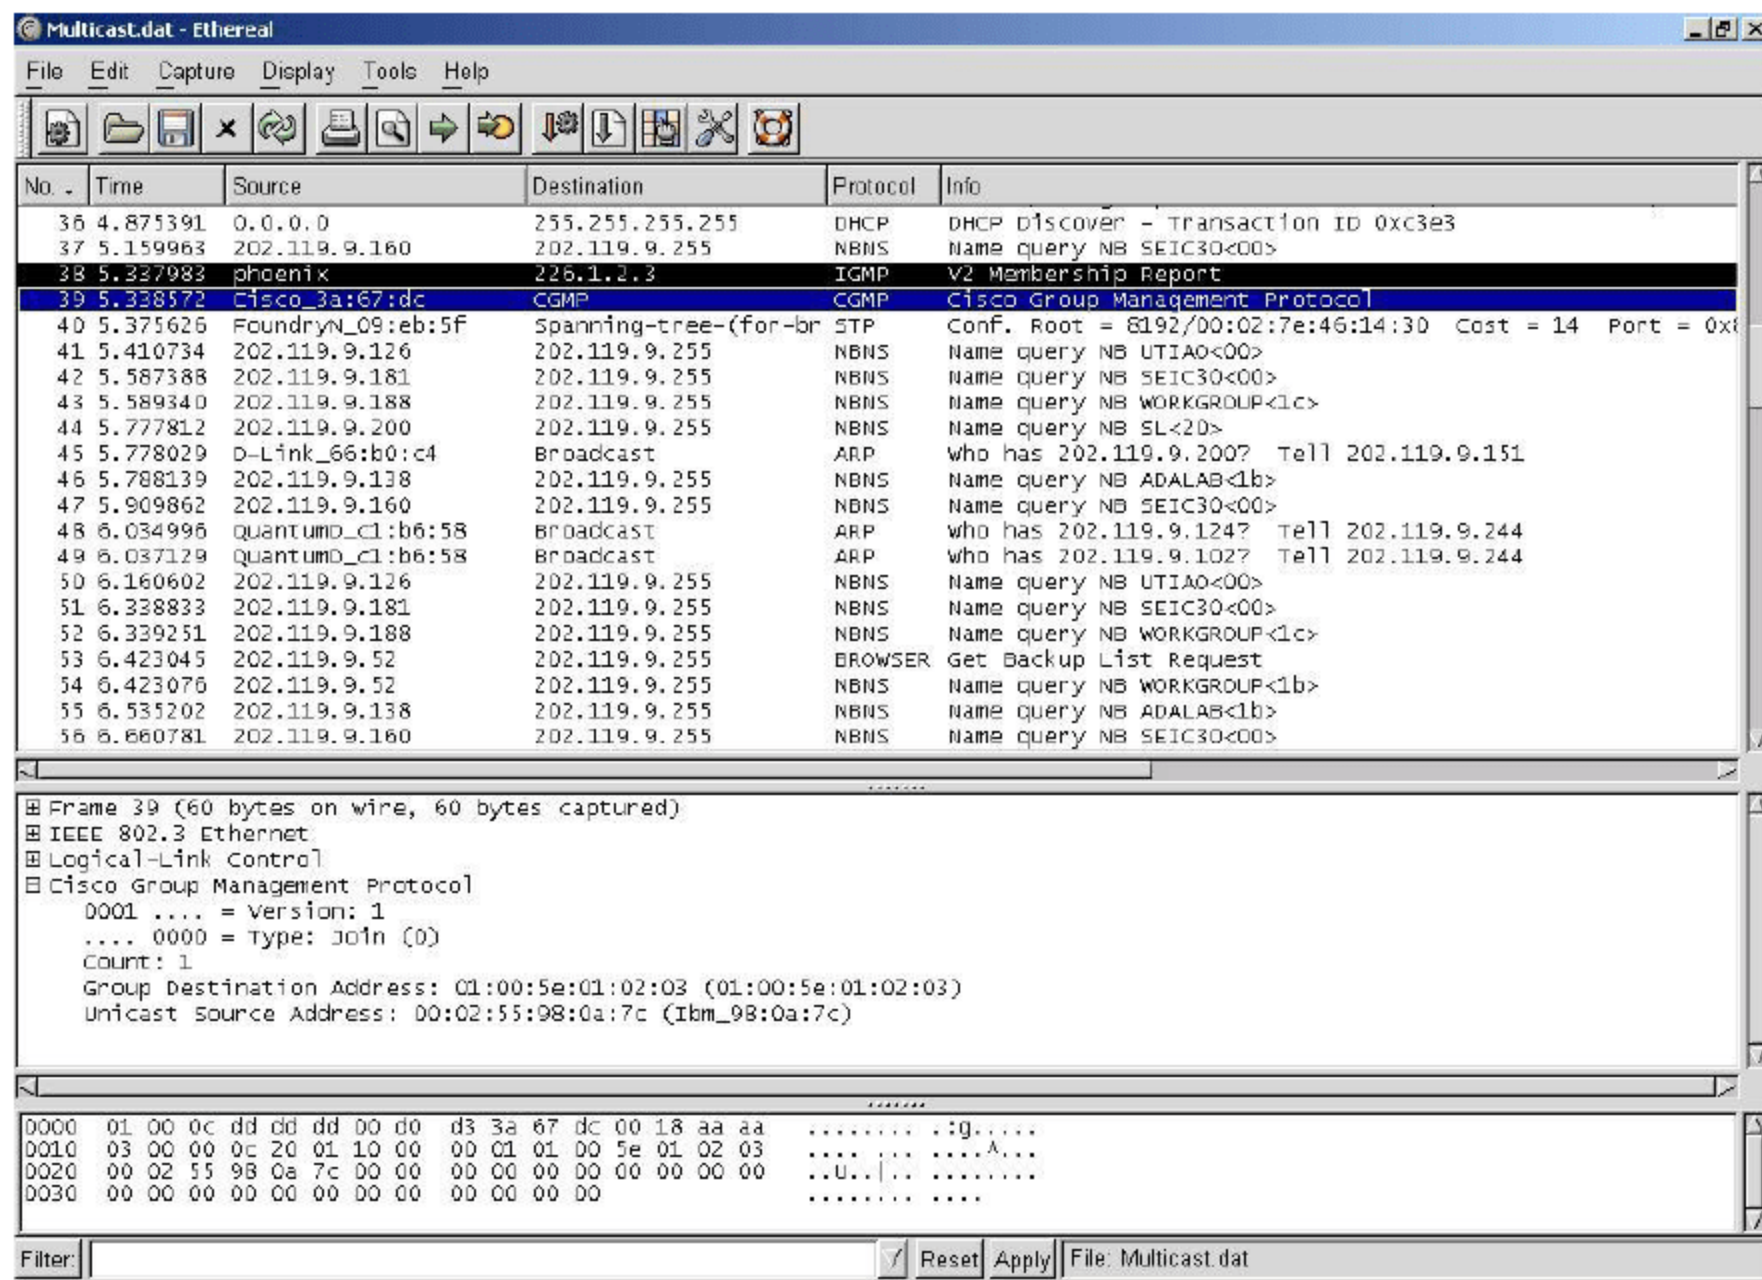 Multicast.dat - Ethereal
File Edit Capture Display Tools Help
No. Time Source Destination Protocol Info
36 4.875391 0.0.0.0 255.255.255.255 DHCP DHCP Discover - Transaction ID 0xc3e3
37 5.159963 202.119.9.160 202.119.9.255 NBNS Name query NB SEIC30<00>
38 5.337983 phoenix 226.1.2.3 IGMP V2 Membership Report
39 5.338572 Cisco_3a:67:dc CGMP CGMP Cisco Group Management Protocol
40 5.375626 FoundryN_09:eb:5f Spanning-tree-(for-br STP Conf. Root = 8192/00:02:7e:46:14:30 Cost = 14 Port = 0x8
41 5.410734 202.119.9.126 202.119.9.255 NBNS Name query NB UTIAO<00>
42 5.587388 202.119.9.181 202.119.9.255 NBNS Name query NB SEIC30<00>
43 5.589340 202.119.9.188 202.119.9.255 NBNS Name query NB WORKGROUP<1c>
44 5.777812 202.119.9.200 202.119.9.255 NBNS Name query NB SL<20>
45 5.778029 D-Link_66:b0:c4 Broadcast ARP Who has 202.119.9.200? Tell 202.119.9.151
46 5.788139 202.119.9.138 202.119.9.255 NBNS Name query NB ADALAB<1b>
47 5.909862 202.119.9.160 202.119.9.255 NBNS Name query NB SEIC30<00>
48 6.034996 QuantumD_c1:b6:58 Broadcast ARP Who has 202.119.9.124? Tell 202.119.9.244
49 6.037129 QuantumD_c1:b6:58 Broadcast ARP Who has 202.119.9.102? Tell 202.119.9.244
50 6.160602 202.119.9.126 202.119.9.255 NBNS Name query NB UTIAO<00>
51 6.338833 202.119.9.181 202.119.9.255 NBNS Name query NB SEIC30<00>
52 6.339251 202.119.9.188 202.119.9.255 NBNS Name query NB WORKGROUP<1c>
53 6.423045 202.119.9.52 202.119.9.255 BROWSER Get Backup List Request
54 6.423076 202.119.9.52 202.119.9.255 NBNS Name query NB WORKGROUP<1b>
55 6.535202 202.119.9.138 202.119.9.255 NBNS Name query NB ADALAB<1b>
56 6.660781 202.119.9.160 202.119.9.255 NBNS Name query NB SEIC30<00>
Frame 39 (60 bytes on wire, 60 bytes captured)
IEEE 802.3 Ethernet
Logical-Link Control
Cisco Group Management Protocol
0001 .... = Version: 1
.... 0000 = Type: Join (0)
Count: 1
Group Destination Address: 01:00:5e:01:02:03 (01:00:5e:01:02:03)
Unicast Source Address: 00:02:55:98:0a:7c (Ibm_98:0a:7c)
0000 01 00 0c dd dd dd 00 d0 d3 3a 67 dc 00 18 aa aa ........ .:g.....
0010 03 00 00 0c 20 01 10 00 00 01 01 00 5e 01 02 03 .... ... ....^...
0020 00 02 55 98 0a 7c 00 00 00 00 00 00 00 00 00 00 ..U..|.. ........
0030 00 00 00 00 00 00 00 00 00 00 00 00 ........ ....
Filter: Reset Apply File: Multicast.dat